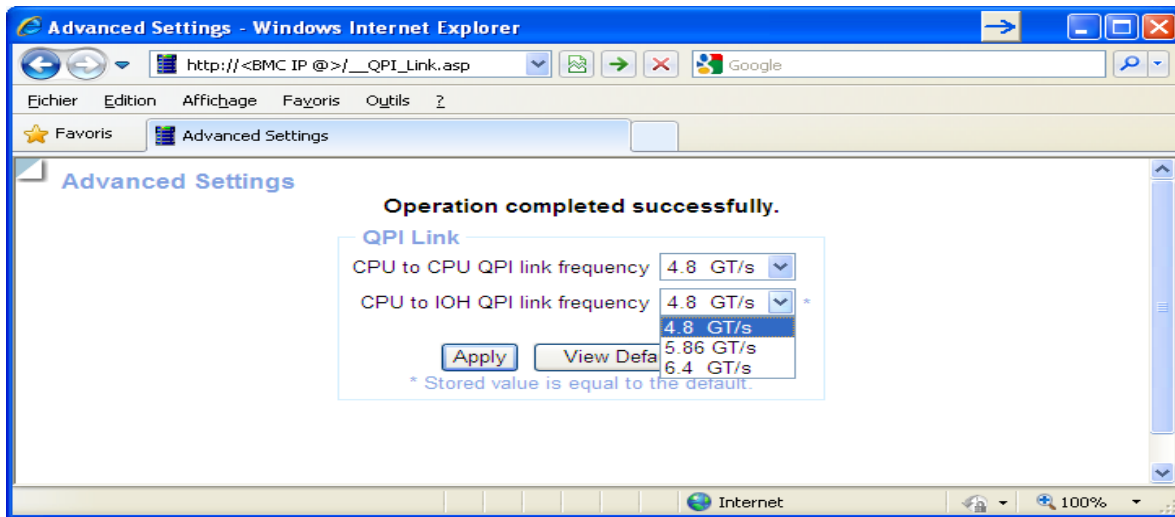 Advanced Settings - Windows Internet Explorer
http://<BMC IP @>/__QPI_Link.asp Google
Fichier Edition Affichage Favoris Outils ?
Favoris Advanced Settings
Advanced Settings
Operation completed successfully.
QPI Link
CPU to CPU QPI link frequency 4.8 GT/s
CPU to IOH QPI link frequency 4.8 GT/s *
4.8 GT/s
5.86 GT/s
6.4 GT/s
Apply View Defa
* Stored value is equal to the default.
Internet 100%